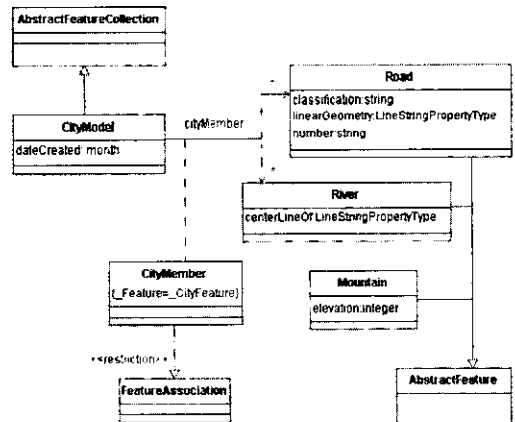 AbstractFeatureCollection
Road
classification:string
linearGeometry:LineStringPropertyType
number:string
CityModel
dateCreated:month
cityMember
*
*
River
centerLineOf:LineStringPropertyType
CityMember
{_Feature=_CityFeature}
Mountain
elevation:integer
<<restriction>>
FeatureAssociation
AbstractFeature